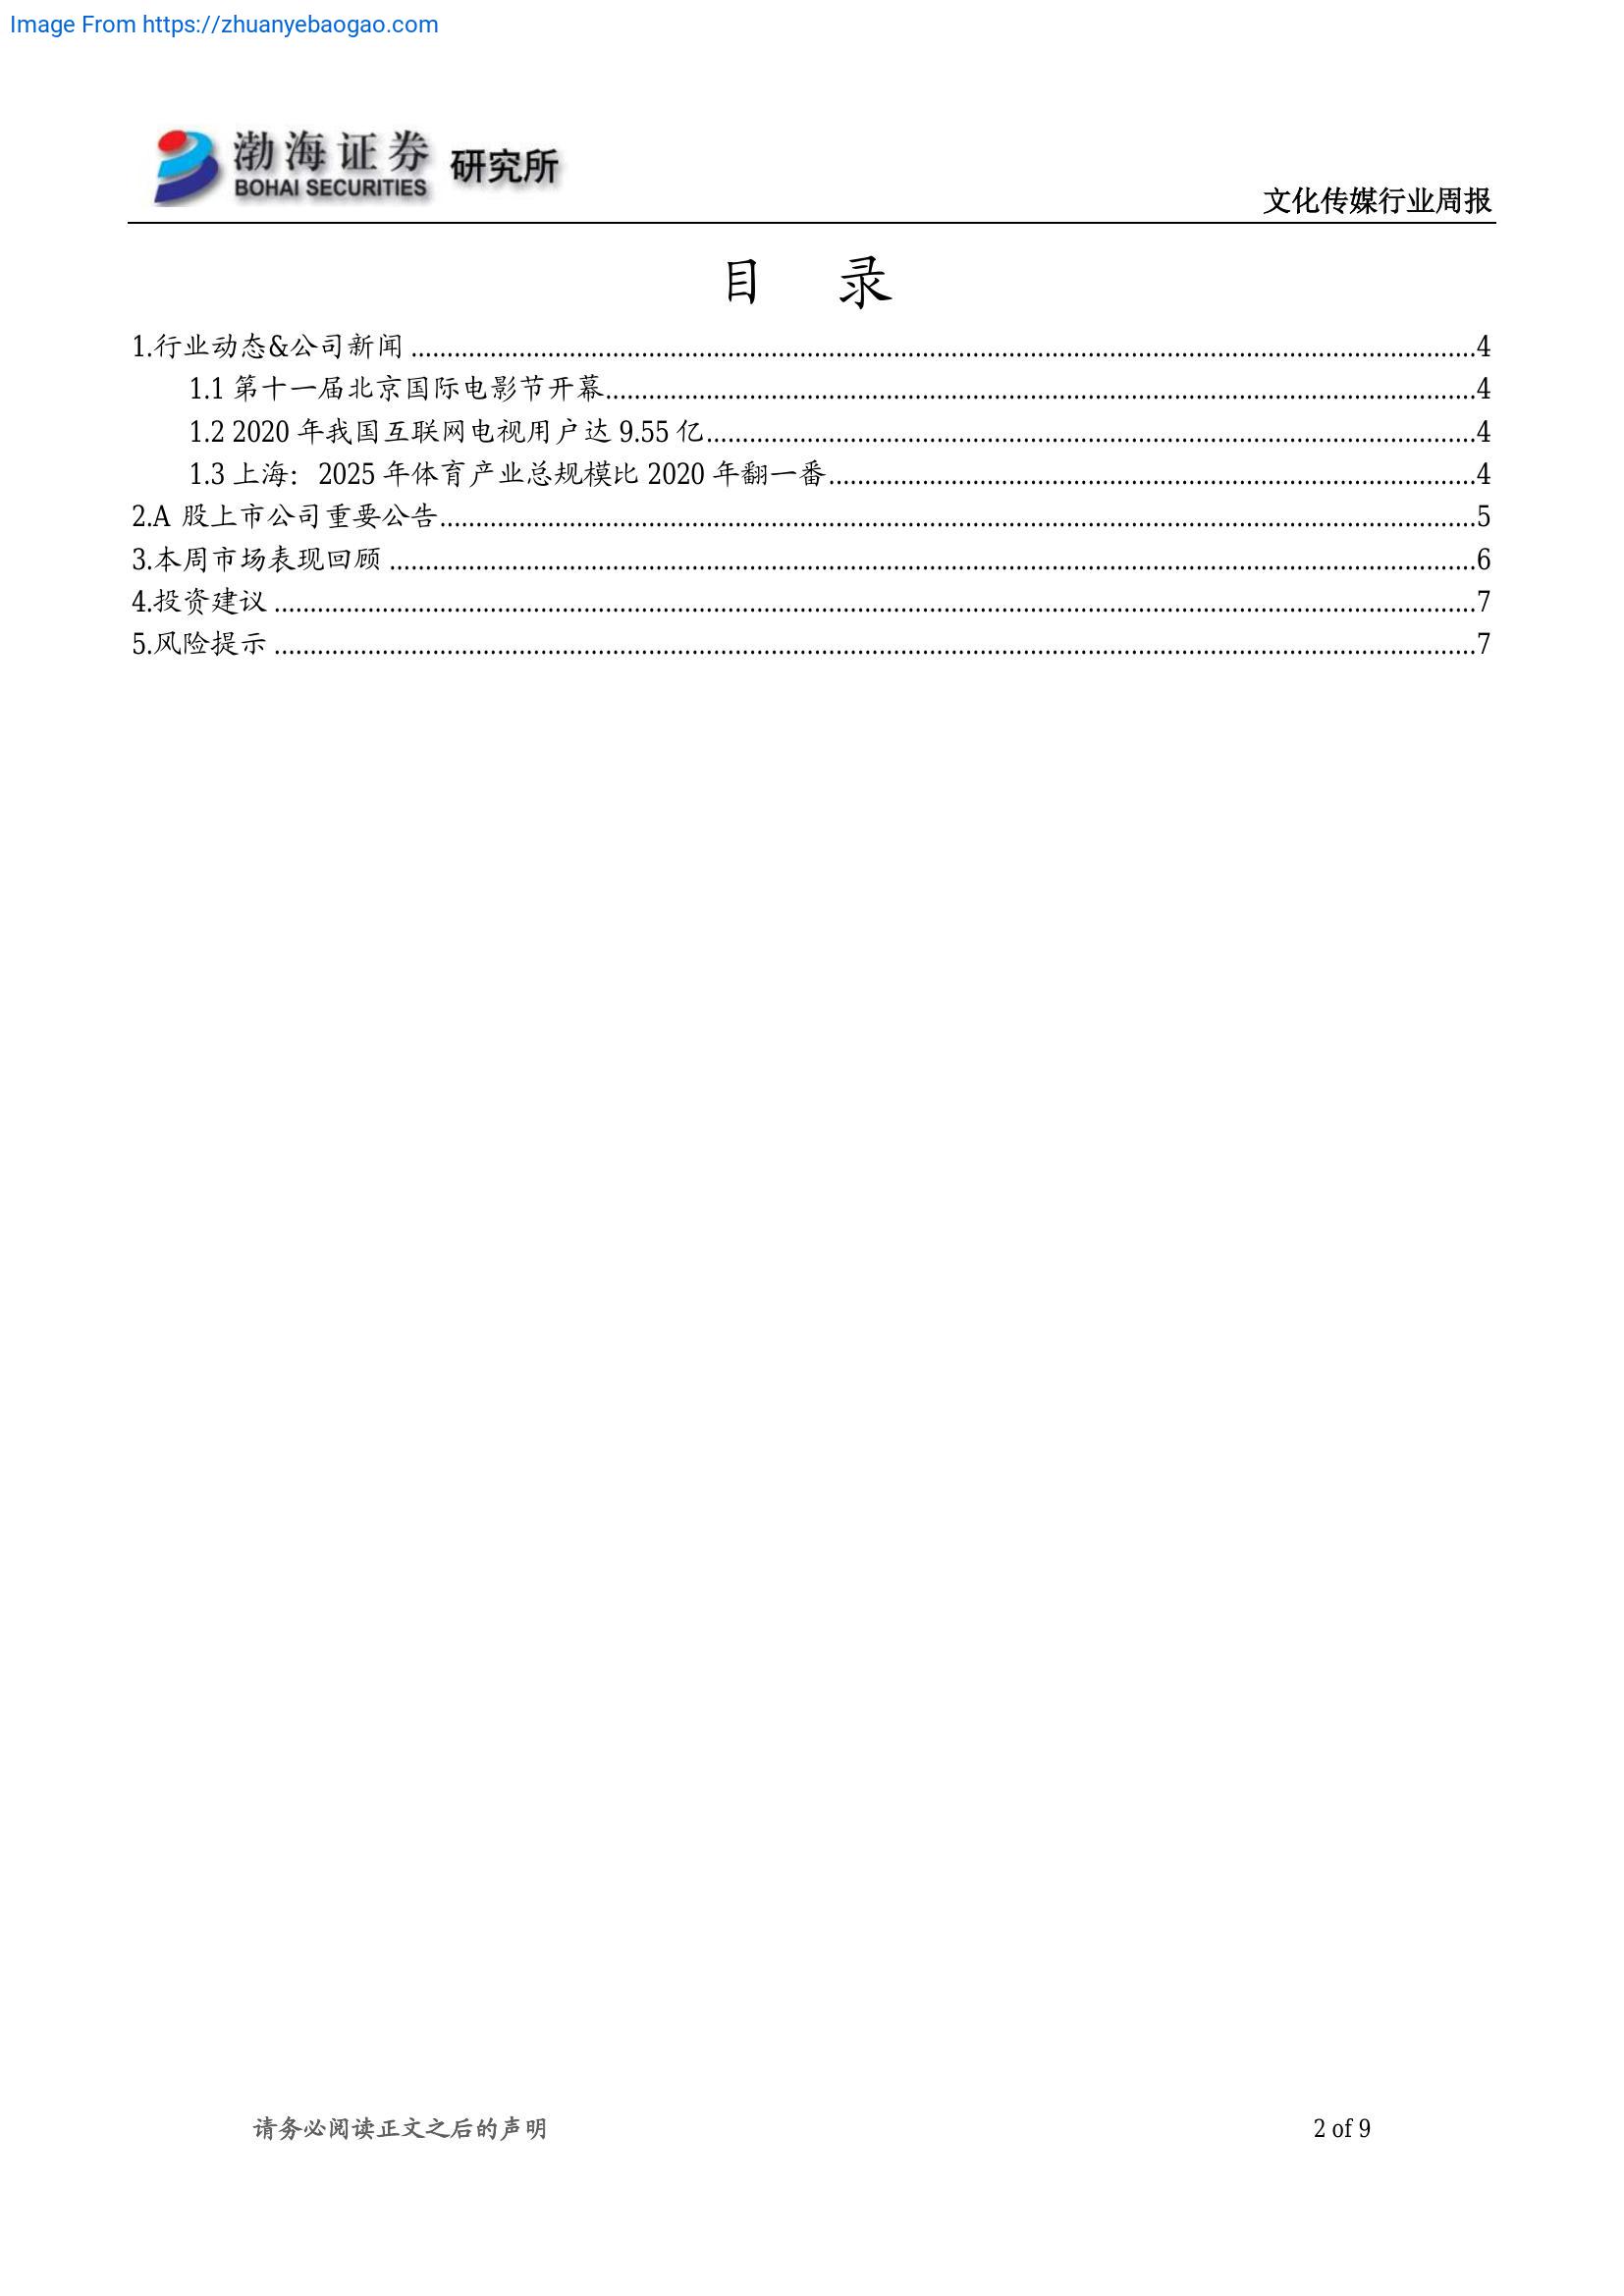 Image From https://zhuanyebaogao.com
渤海证券 研究所
BOHAI SECURITIES
文化传媒行业周报
目 录
1.行业动态&公司新闻 ........................................ 4
1.1 第十一届北京国际电影节开幕........................................ 4
1.2 2020 年我国互联网电视用户达 9.55 亿........................................ 4
1.3 上海：2025 年体育产业总规模比 2020 年翻一番........................................ 4
2.A 股上市公司重要公告........................................ 5
3.本周市场表现回顾 ........................................ 6
4.投资建议 ........................................ 7
5.风险提示 ........................................ 7
请务必阅读正文之后的声明 2 of 9